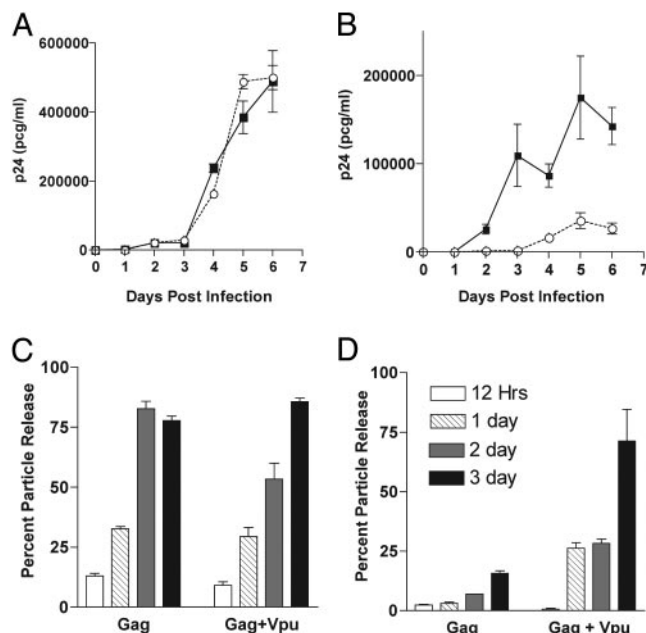 A
B
600000
400000
200000
0
p24 (pcg/ml)
0 1 2 3 4 5 6 7
Days Post Infection
200000
100000
0
p24 (pcg/ml)
0 1 2 3 4 5 6 7
Days Post Infection
C
D
100
75
50
25
0
Percent Particle Release
Gag Gag+Vpu
100
75
50
25
0
Percent Particle Release
12 Hrs
1 day
2 day
3 day
Gag Gag + Vpu